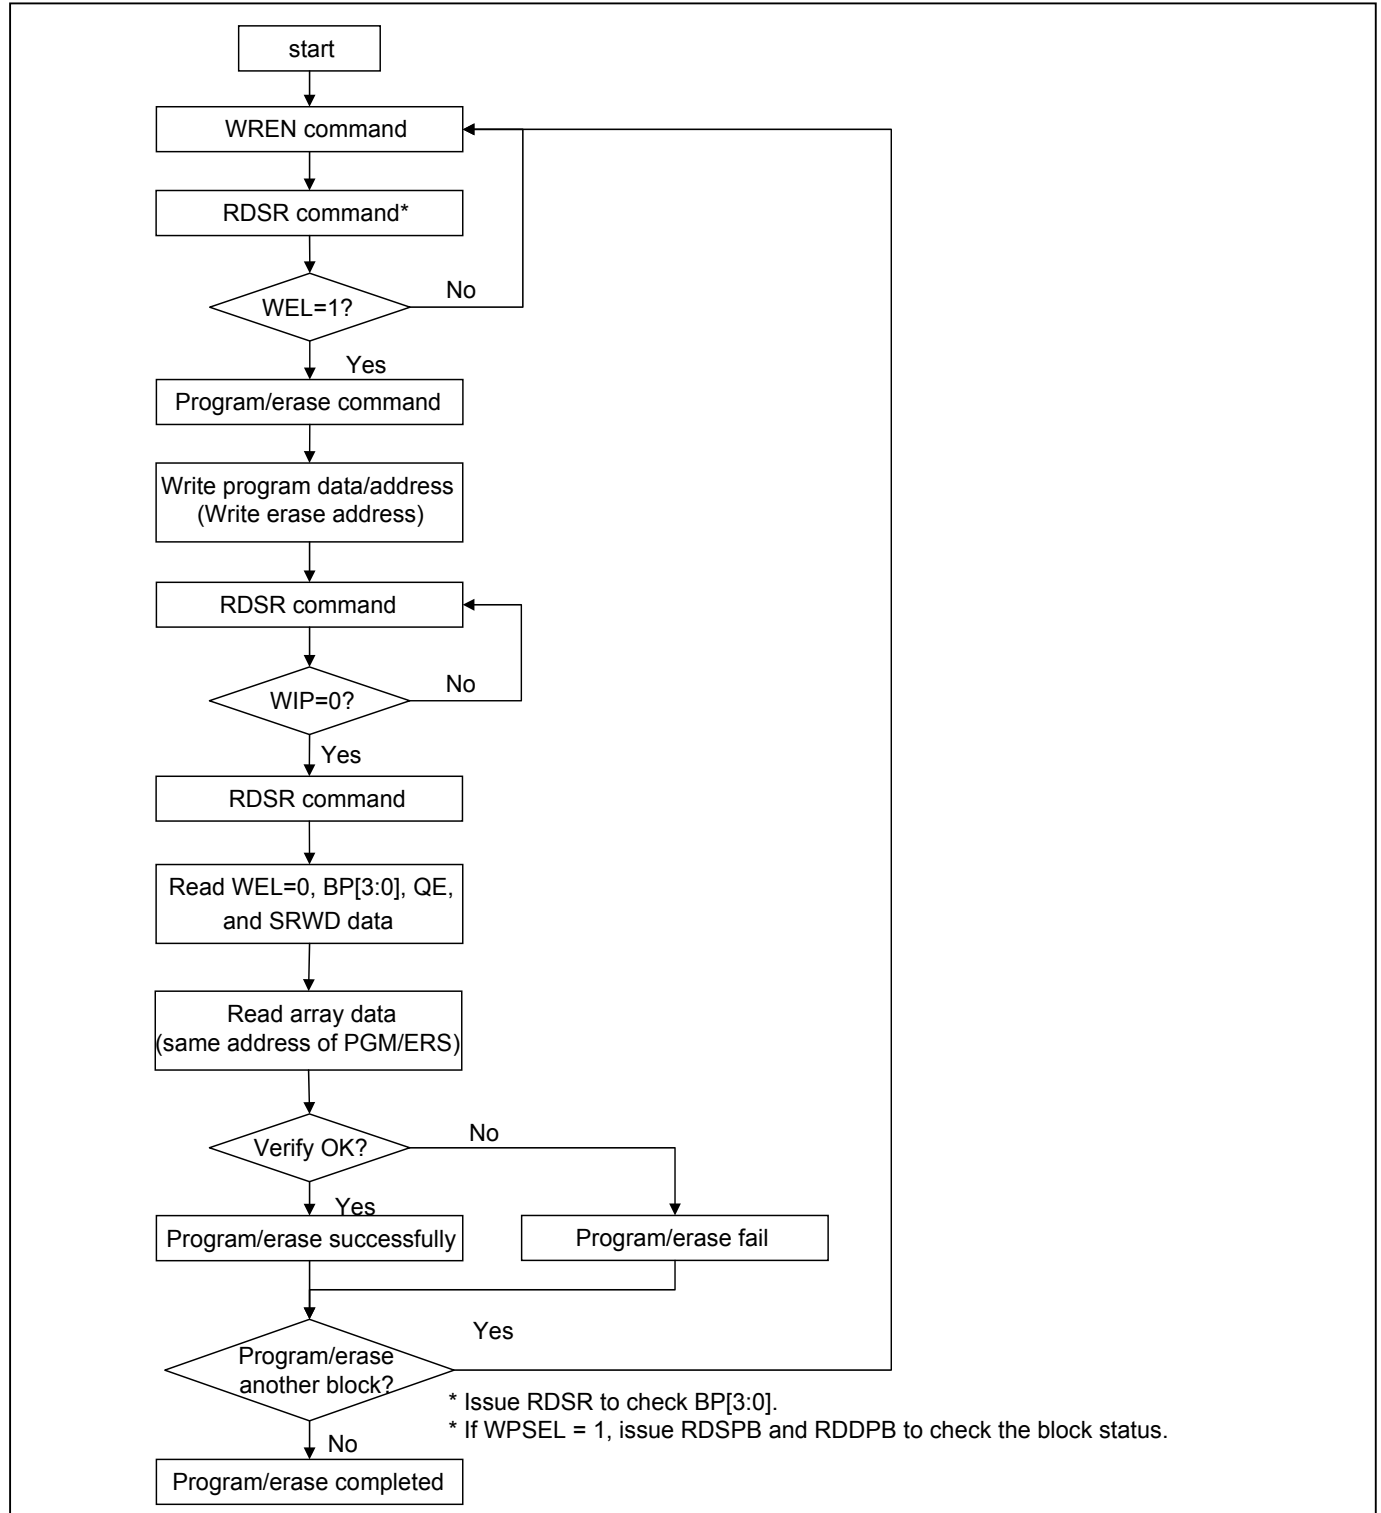 start
WREN command
RDSR command*
WEL=1?
No
Yes
Program/erase command
Write program data/address
(Write erase address)
RDSR command
WIP=0?
No
Yes
RDSR command
Read WEL=0, BP[3:0], QE,
and SRWD data
Read array data
(same address of PGM/ERS)
Verify OK?
No
Yes
Program/erase successfully
Program/erase fail
Yes
Program/erase
another block?
* Issue RDSR to check BP[3:0].
* If WPSEL = 1, issue RDSPB and RDDPB to check the block status.
No
Program/erase completed